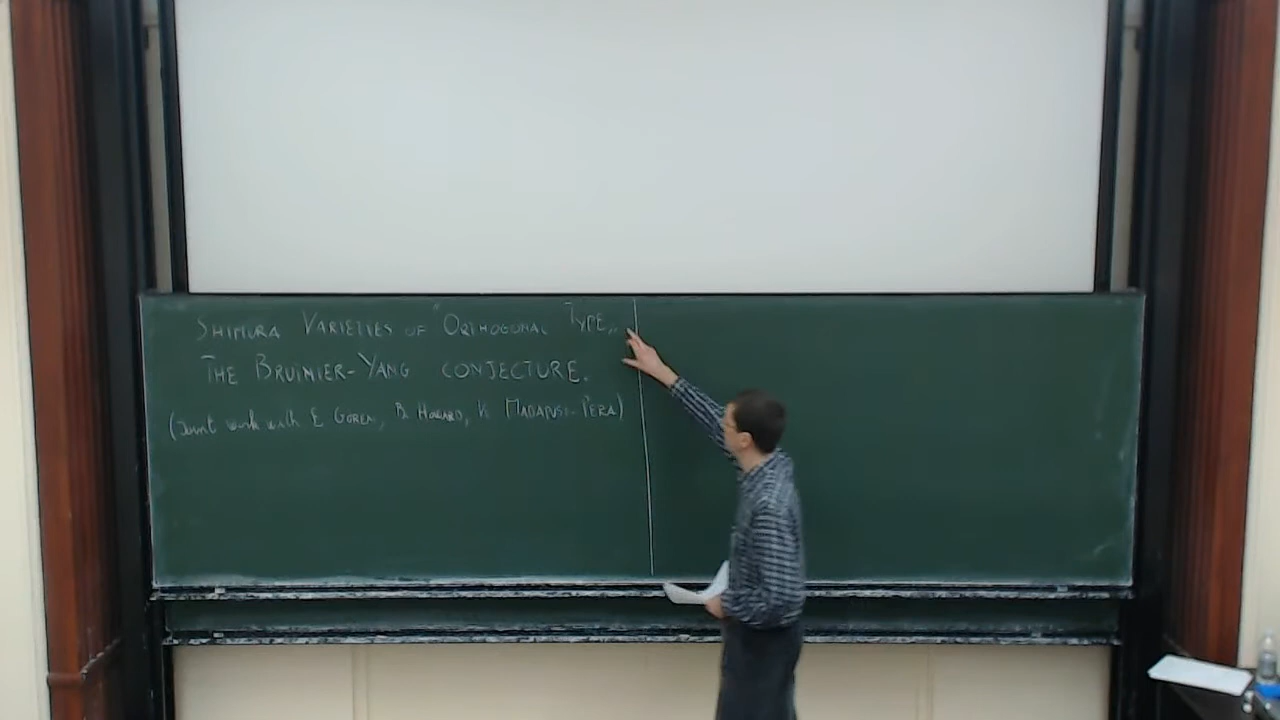 SHIMURA VARIETIES OF "ORTHOGONAL TYPE„
THE BRUINIER-YANG CONJECTURE.
(Joint work with E GOREN, B. HOWARD, K MADAPUSI-PERA)